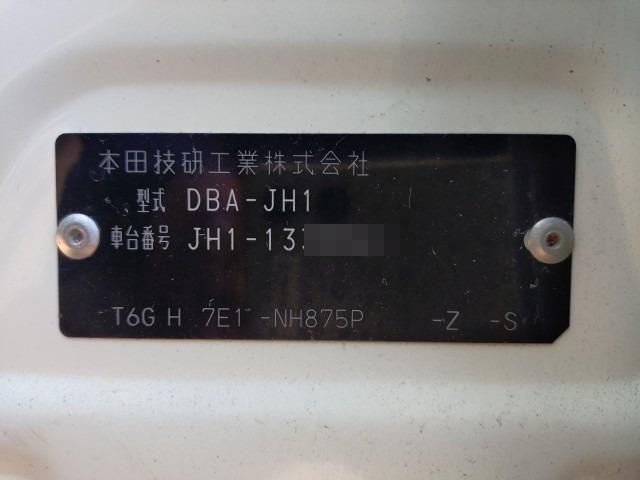 本田技研工業株式会社
型式 DBA-JH1
車台番号 JH1-13
T6G H 7E1 -NH875P -Z -S